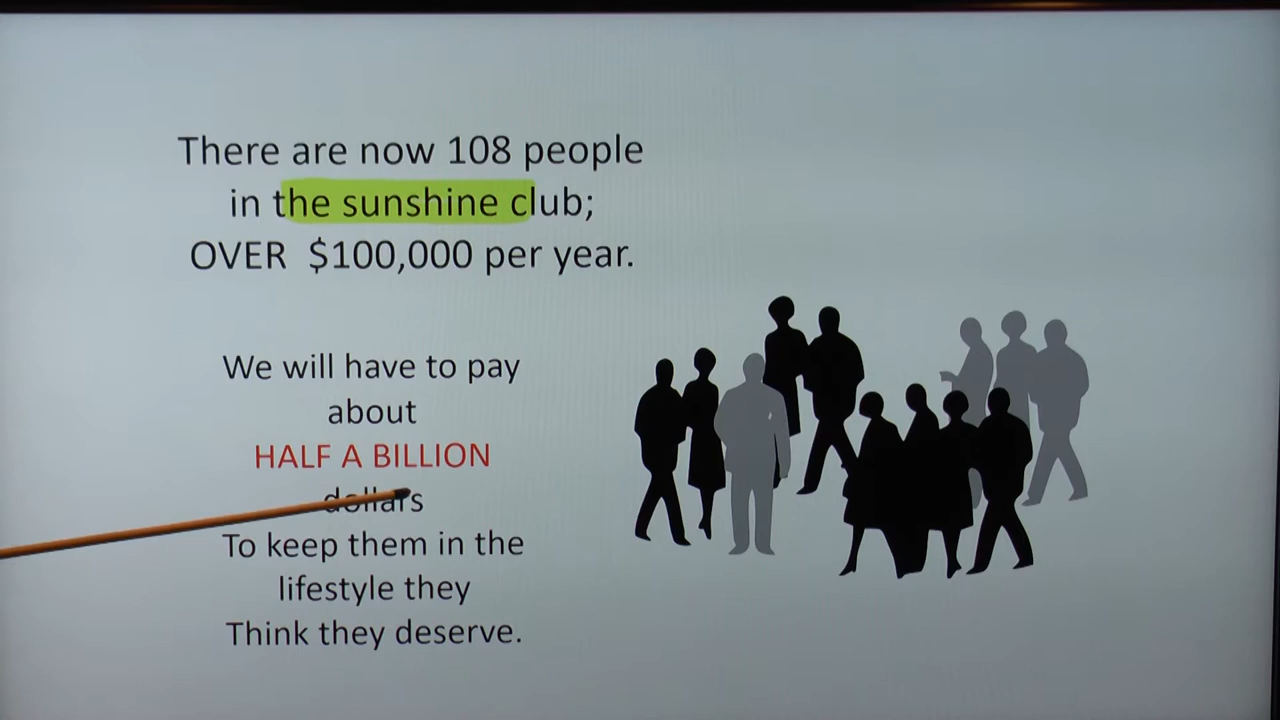 There are now 108 people
in the sunshine club;
OVER $100,000 per year.
We will have to pay
about
HALF A BILLION
dollars
To keep them in the
lifestyle they
Think they deserve.